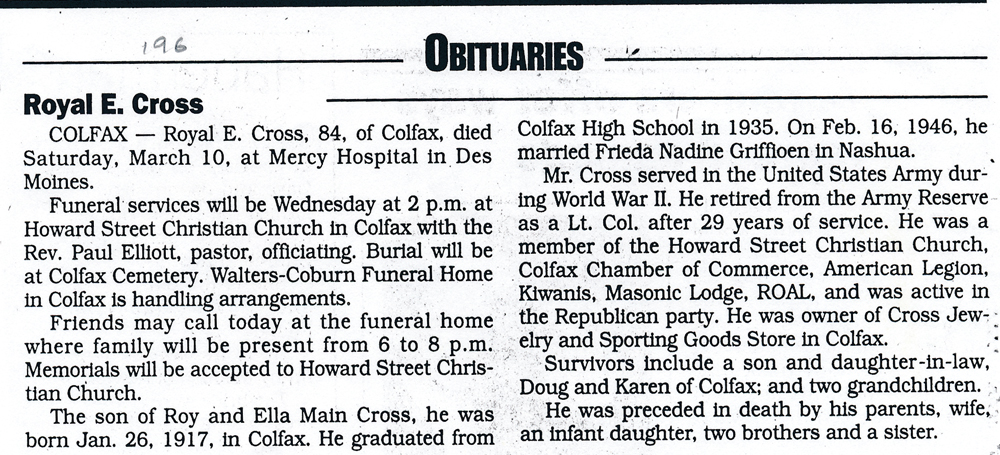 196
OBITUARIES
Royal E. Cross
COLFAX — Royal E. Cross, 84, of Colfax, died
Saturday, March 10, at Mercy Hospital in Des
Moines.
Funeral services will be Wednesday at 2 p.m. at
Howard Street Christian Church in Colfax with the
Rev. Paul Elliott, pastor, officiating. Burial will be
at Colfax Cemetery. Walters-Coburn Funeral Home
in Colfax is handling arrangements.
Friends may call today at the funeral home
where family will be present from 6 to 8 p.m.
Memorials will be accepted to Howard Street Chris-
tian Church.
The son of Roy and Ella Main Cross, he was
born Jan. 26, 1917, in Colfax. He graduated from
Colfax High School in 1935. On Feb. 16, 1946, he
married Frieda Nadine Griffioen in Nashua.
Mr. Cross served in the United States Army dur-
ing World War II. He retired from the Army Reserve
as a Lt. Col. after 29 years of service. He was a
member of the Howard Street Christian Church,
Colfax Chamber of Commerce, American Legion,
Kiwanis, Masonic Lodge, ROAL, and was active in
the Republican party. He was owner of Cross Jew-
elry and Sporting Goods Store in Colfax.
Survivors include a son and daughter-in-law,
Doug and Karen of Colfax; and two grandchildren.
He was preceded in death by his parents, wife,
an infant daughter, two brothers and a sister.